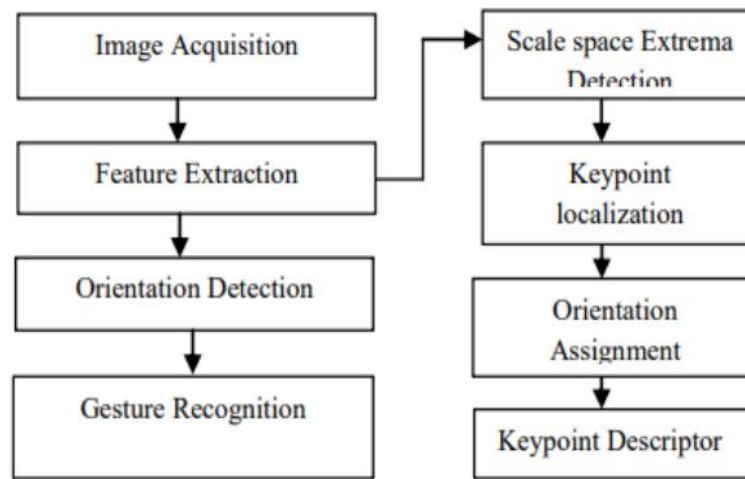 Image Acquisition
Feature Extraction
Orientation Detection
Gesture Recognition
Scale space Extrema
Detection
Keypoint
localization
Orientation
Assignment
Keypoint Descriptor